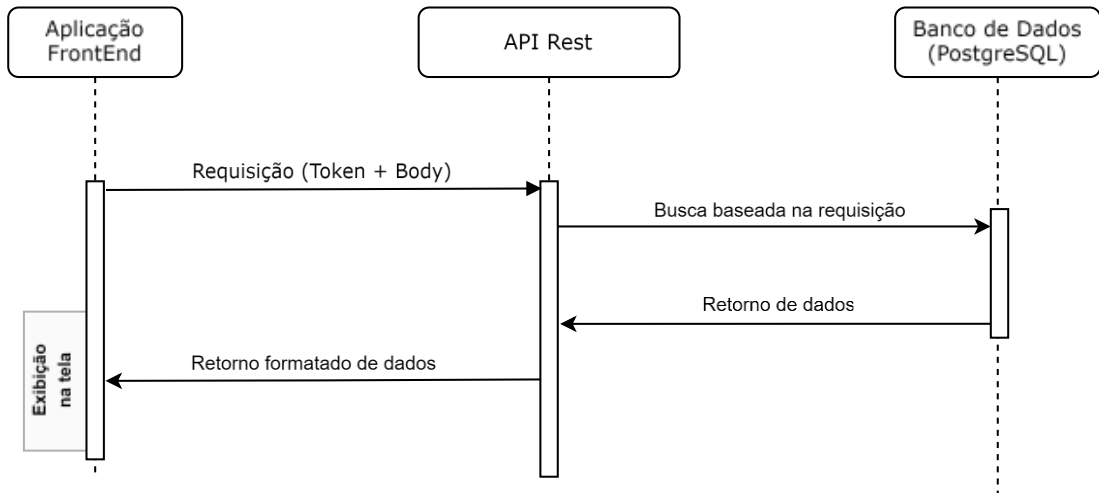 Aplicação
FrontEnd
API Rest
Banco de Dados
(PostgreSQL)
Requisição (Token + Body)
Busca baseada na requisição
Retorno de dados
Retorno formatado de dados
Exibição
na tela